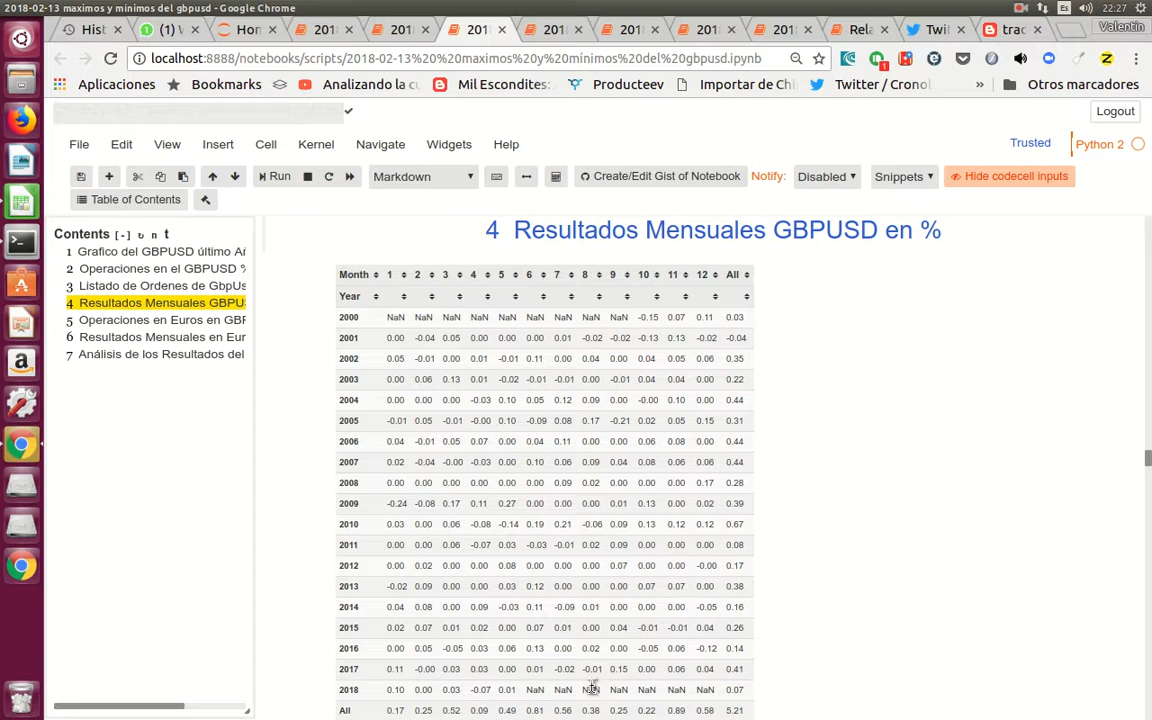 2018-02-13 maximos y minimos del gbpusd - Google Chrome
Es
22:27
Hist
(1) W
Hom
201
201
201
201
201
201
201
Rela
Twit
trac
Valentin
localhost:8888/notebooks/scripts/2018-02-13%20%20maximos%20y%20minimos%20del%20gbpusd.ipynb
Aplicaciones
Bookmarks
Analizando la cu
Mil Escondites:
Producteev
Importar de Chi
Twitter / Cronol
»
Otros marcadores
Logout
File Edit View Insert Cell Kernel Navigate Widgets Help
Trusted
Python 2
Run
Markdown
Create/Edit Gist of Notebook
Notify:
Disabled
Snippets
Hide codecell inputs
Table of Contents
Contents [-]
1 Grafico del GBPUSD último Añ
2 Operaciones en el GBPUSD %
3 Listado de Ordenes de GbpUs
4 Resultados Mensuales GBPU
5 Operaciones en Euros en GBP
6 Resultados Mensuales en Eur
7 Análisis de los Resultados del
4 Resultados Mensuales GBPUSD en %
Month 1 2 3 4 5 6 7 8 9 10 11 12 All
Year
2000 NaN NaN NaN NaN NaN NaN NaN NaN NaN -0.15 0.07 0.11 0.03
2001 0.00 -0.04 0.05 0.00 0.00 0.00 0.01 -0.02 -0.02 -0.13 0.13 -0.02 -0.04
2002 0.05 -0.01 0.00 0.01 -0.01 0.11 0.00 0.04 0.00 0.04 0.05 0.06 0.35
2003 0.00 0.06 0.13 0.01 -0.02 -0.01 -0.01 0.00 -0.01 0.04 0.04 0.00 0.22
2004 0.00 0.00 0.00 -0.03 0.10 0.05 0.12 0.09 0.00 -0.00 0.10 0.00 0.44
2005 -0.01 0.05 -0.01 -0.00 0.10 -0.09 0.08 0.17 -0.21 0.02 0.05 0.15 0.31
2006 0.04 -0.01 0.05 0.07 0.00 0.04 0.11 0.00 0.00 0.06 0.08 0.00 0.44
2007 0.02 -0.04 -0.00 -0.03 0.00 0.10 0.06 0.09 0.04 0.08 0.06 0.06 0.44
2008 0.00 0.00 0.00 0.00 0.00 0.00 0.09 0.02 0.00 0.00 0.00 0.17 0.28
2009 -0.24 -0.08 0.17 0.11 0.27 0.00 0.00 0.00 0.01 0.13 0.00 0.02 0.39
2010 0.03 0.00 0.06 -0.08 -0.14 0.19 0.21 -0.06 0.09 0.13 0.12 0.12 0.67
2011 0.00 0.00 0.06 -0.07 0.03 -0.03 -0.01 0.02 0.09 0.00 0.00 0.00 0.08
2012 0.00 0.02 0.00 0.00 0.08 0.00 0.00 0.00 0.07 0.00 0.00 -0.00 0.17
2013 -0.02 0.09 0.00 0.00 0.03 0.12 0.00 0.00 0.00 0.07 0.07 0.00 0.38
2014 0.04 0.08 0.00 0.09 -0.03 0.11 -0.09 0.01 0.00 0.00 0.00 -0.05 0.16
2015 0.02 0.07 0.01 0.02 0.00 0.07 0.01 0.00 0.04 -0.01 -0.01 0.04 0.26
2016 0.00 0.05 -0.05 0.03 0.06 0.13 0.00 0.02 0.00 -0.05 0.06 -0.12 0.14
2017 0.11 -0.00 0.03 0.03 0.00 0.01 -0.02 -0.01 0.15 0.00 0.06 0.04 0.41
2018 0.10 0.00 0.03 -0.07 0.01 NaN NaN NaN NaN NaN NaN NaN 0.07
All 0.17 0.25 0.52 0.09 0.49 0.81 0.56 0.38 0.25 0.22 0.89 0.58 5.21